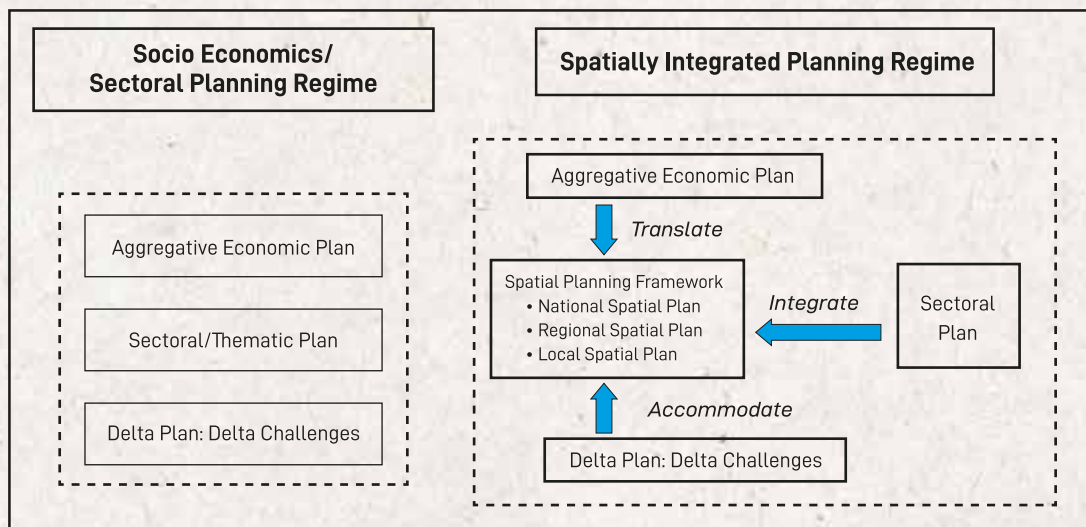 Socio Economics/
Sectoral Planning Regime
Aggregative Economic Plan
Sectoral/Thematic Plan
Delta Plan: Delta Challenges
Spatially Integrated Planning Regime
Aggregative Economic Plan
Translate
Spatial Planning Framework
• National Spatial Plan
• Regional Spatial Plan
• Local Spatial Plan
Integrate
Sectoral
Plan
Accommodate
Delta Plan: Delta Challenges